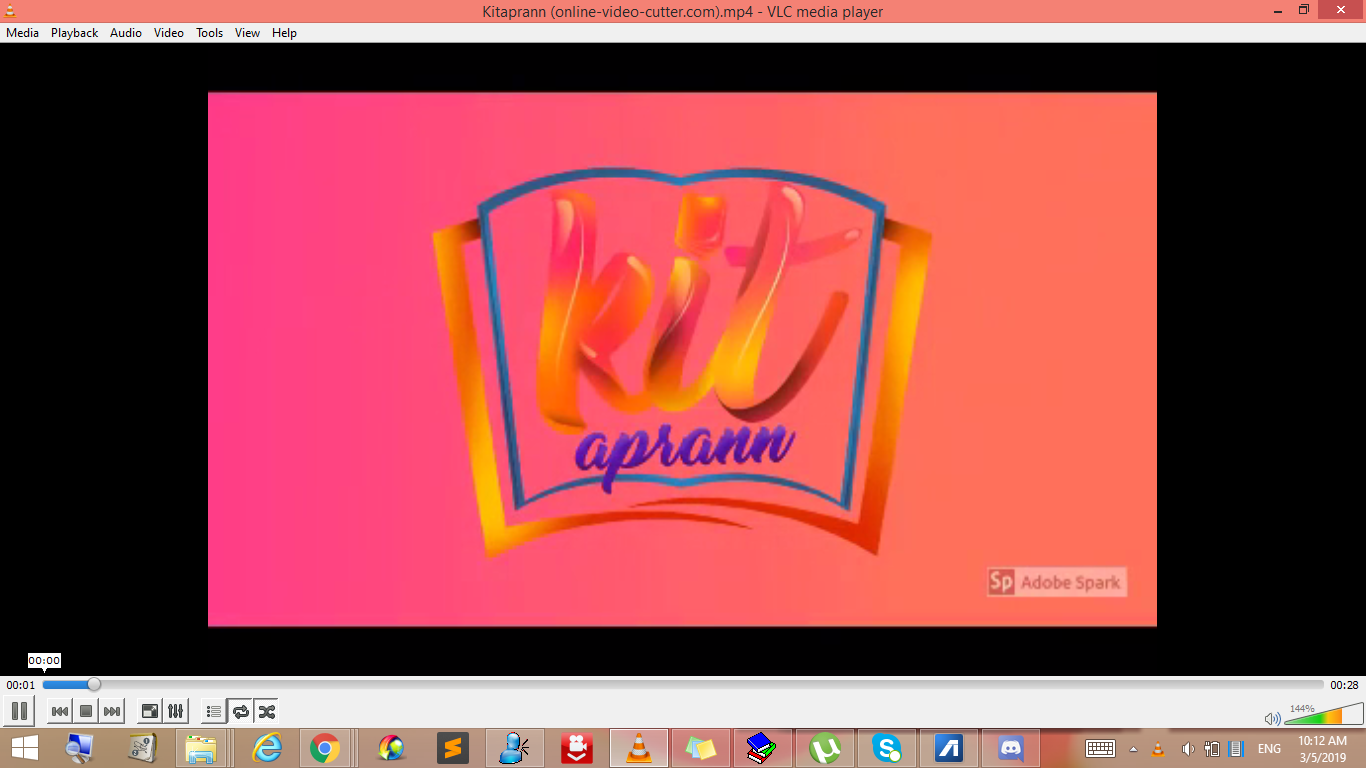 Kitaprann (online-video-cutter.com).mp4 - VLC media player
Media Playback Audio Video Tools View Help
kit
aprann
Sp Adobe Spark
00:00
00:01 00:28
144%
ENG 10:12 AM
3/5/2019